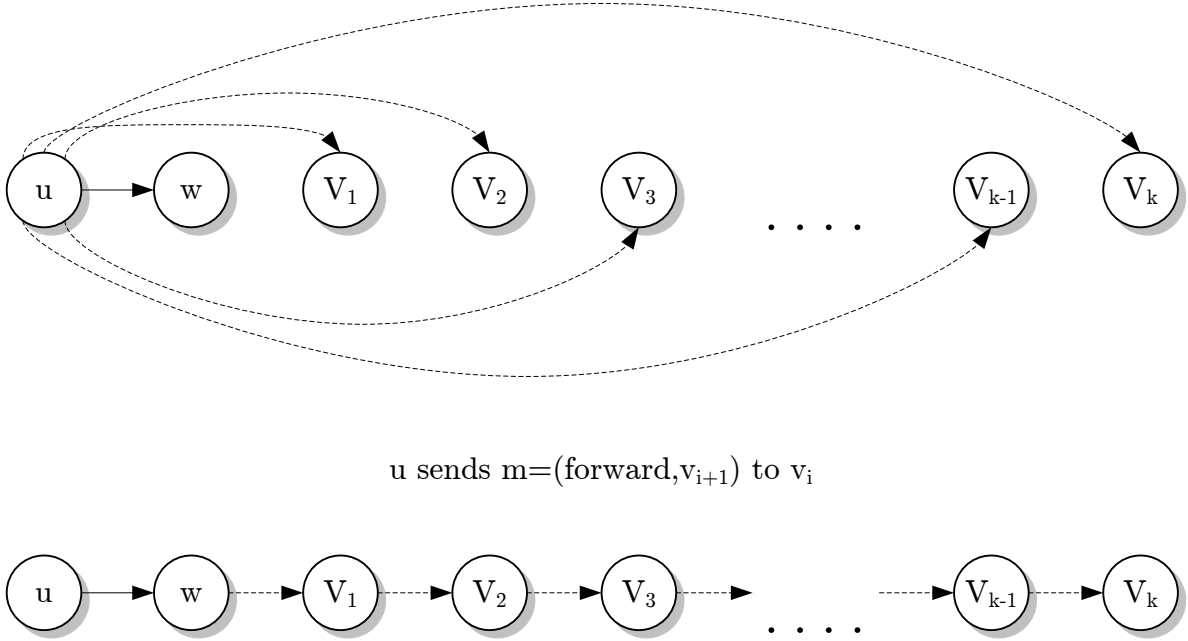 u w V₁ V₂ V₃ . . . . Vₖ₋₁ Vₖ
u sends m=(forward,vᵢ₊₁) to vᵢ
u w V₁ V₂ V₃ . . . . Vₖ₋₁ Vₖ